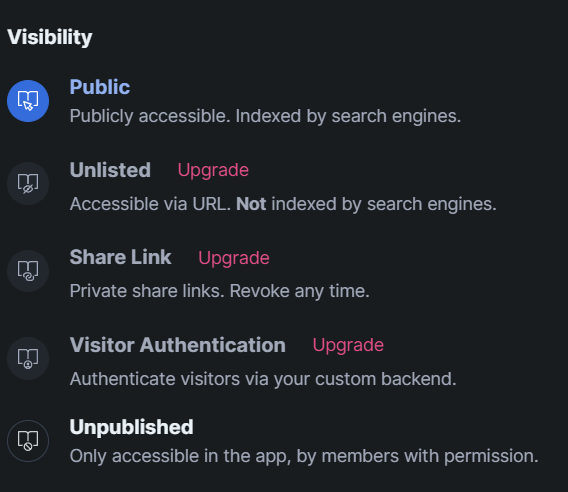 Visibility
Public
Publicly accessible. Indexed by search engines.
Unlisted Upgrade
Accessible via URL. Not indexed by search engines.
Share Link Upgrade
Private share links. Revoke any time.
Visitor Authentication Upgrade
Authenticate visitors via your custom backend.
Unpublished
Only accessible in the app, by members with permission.